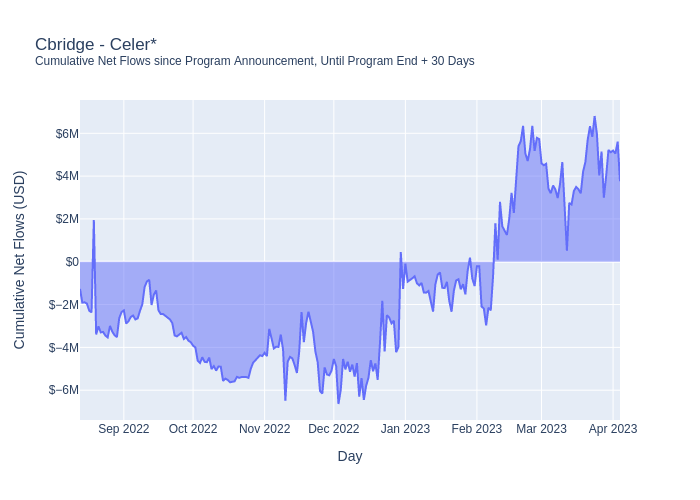 Cbridge - Celer*
Cumulative Net Flows since Program Announcement, Until Program End + 30 Days
Cumulative Net Flows (USD)
$6M
$4M
$2M
$0
$−2M
$−4M
$−6M
Sep 2022
Oct 2022
Nov 2022
Dec 2022
Jan 2023
Feb 2023
Mar 2023
Apr 2023
Day